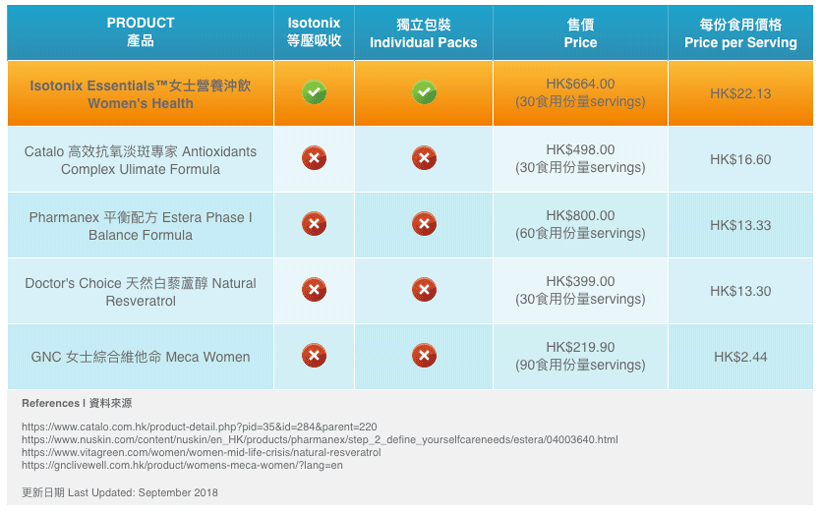 PRODUCT
產品
Isotonix
等壓吸收
獨立包裝
Individual Packs
售價
Price
每份食用價格
Price per Serving
Isotonix Essentials™女士營養沖飲
Women's Health
HK$664.00
(30食用份量servings)
HK$22.13
Catalo 高效抗氧淡斑專家 Antioxidants
Complex Ulimate Formula
HK$498.00
(30食用份量servings)
HK$16.60
Pharmanex 平衡配方 Estera Phase I
Balance Formula
HK$800.00
(60食用份量servings)
HK$13.33
Doctor's Choice 天然白藜蘆醇 Natural
Resveratrol
HK$399.00
(30食用份量servings)
HK$13.30
GNC 女士綜合維他命 Meca Women
HK$219.90
(90食用份量servings)
HK$2.44
References | 資料來源
https://www.catalo.com.hk/product-detail.php?pid=35&id=284&parent=220
https://www.nuskin.com/content/nuskin/en_HK/products/pharmanex/step_2_define_yourselfcareneeds/estera/04003640.html
https://www.vitagreen.com/women/women-mid-life-crisis/natural-resveratrol
https://gnclivewell.com.hk/product/womens-meca-women/?lang=en
更新日期 Last Updated: September 2018